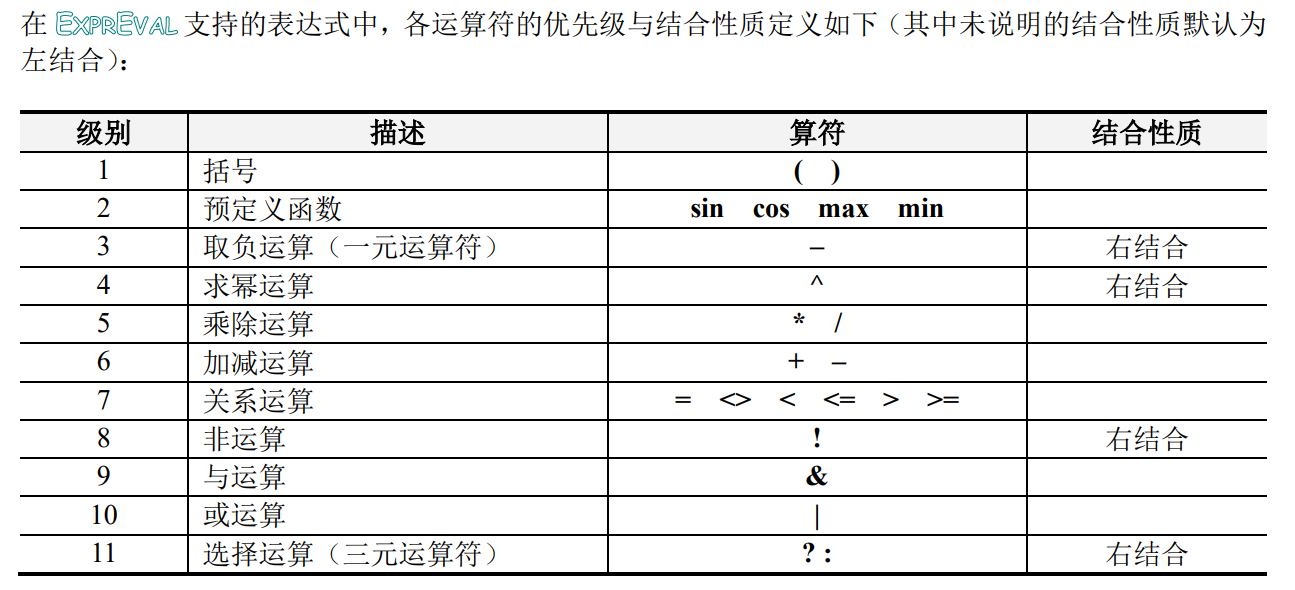 在 EXPREVAL 支持的表达式中，各运算符的优先级与结合性质定义如下（其中未说明的结合性质默认为
左结合）：
级别 描述 算符 结合性质
1 括号 ( )
2 预定义函数 sin cos max min
3 取负运算（一元运算符） – 右结合
4 求幂运算 ^ 右结合
5 乘除运算 * /
6 加减运算 + –
7 关系运算 = <> < <= > >=
8 非运算 ! 右结合
9 与运算 &
10 或运算 |
11 选择运算（三元运算符） ? : 右结合